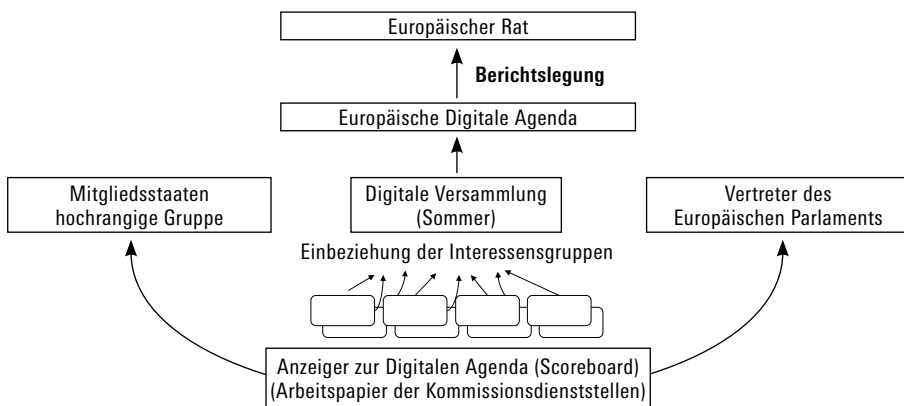 Europäischer Rat
Berichtslegung
Europäische Digitale Agenda
Mitgliedsstaaten
hochrangige Gruppe
Digitale Versammlung
(Sommer)
Vertreter des
Europäischen Parlaments
Einbeziehung der Interessensgruppen
Anzeiger zur Digitalen Agenda (Scoreboard)
(Arbeitspapier der Kommissionsdienststellen)